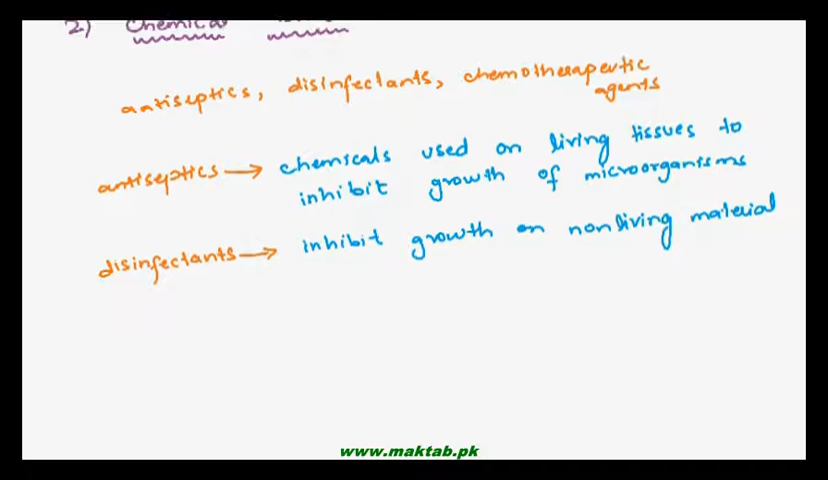 2) Chemical
antiseptics, disinfectants, chemotherapeutic
agents
antiseptics → chemicals used on living tissues to
inhibit growth of microorganisms
disinfectants → inhibit growth on nonliving material
www.maktab.pk